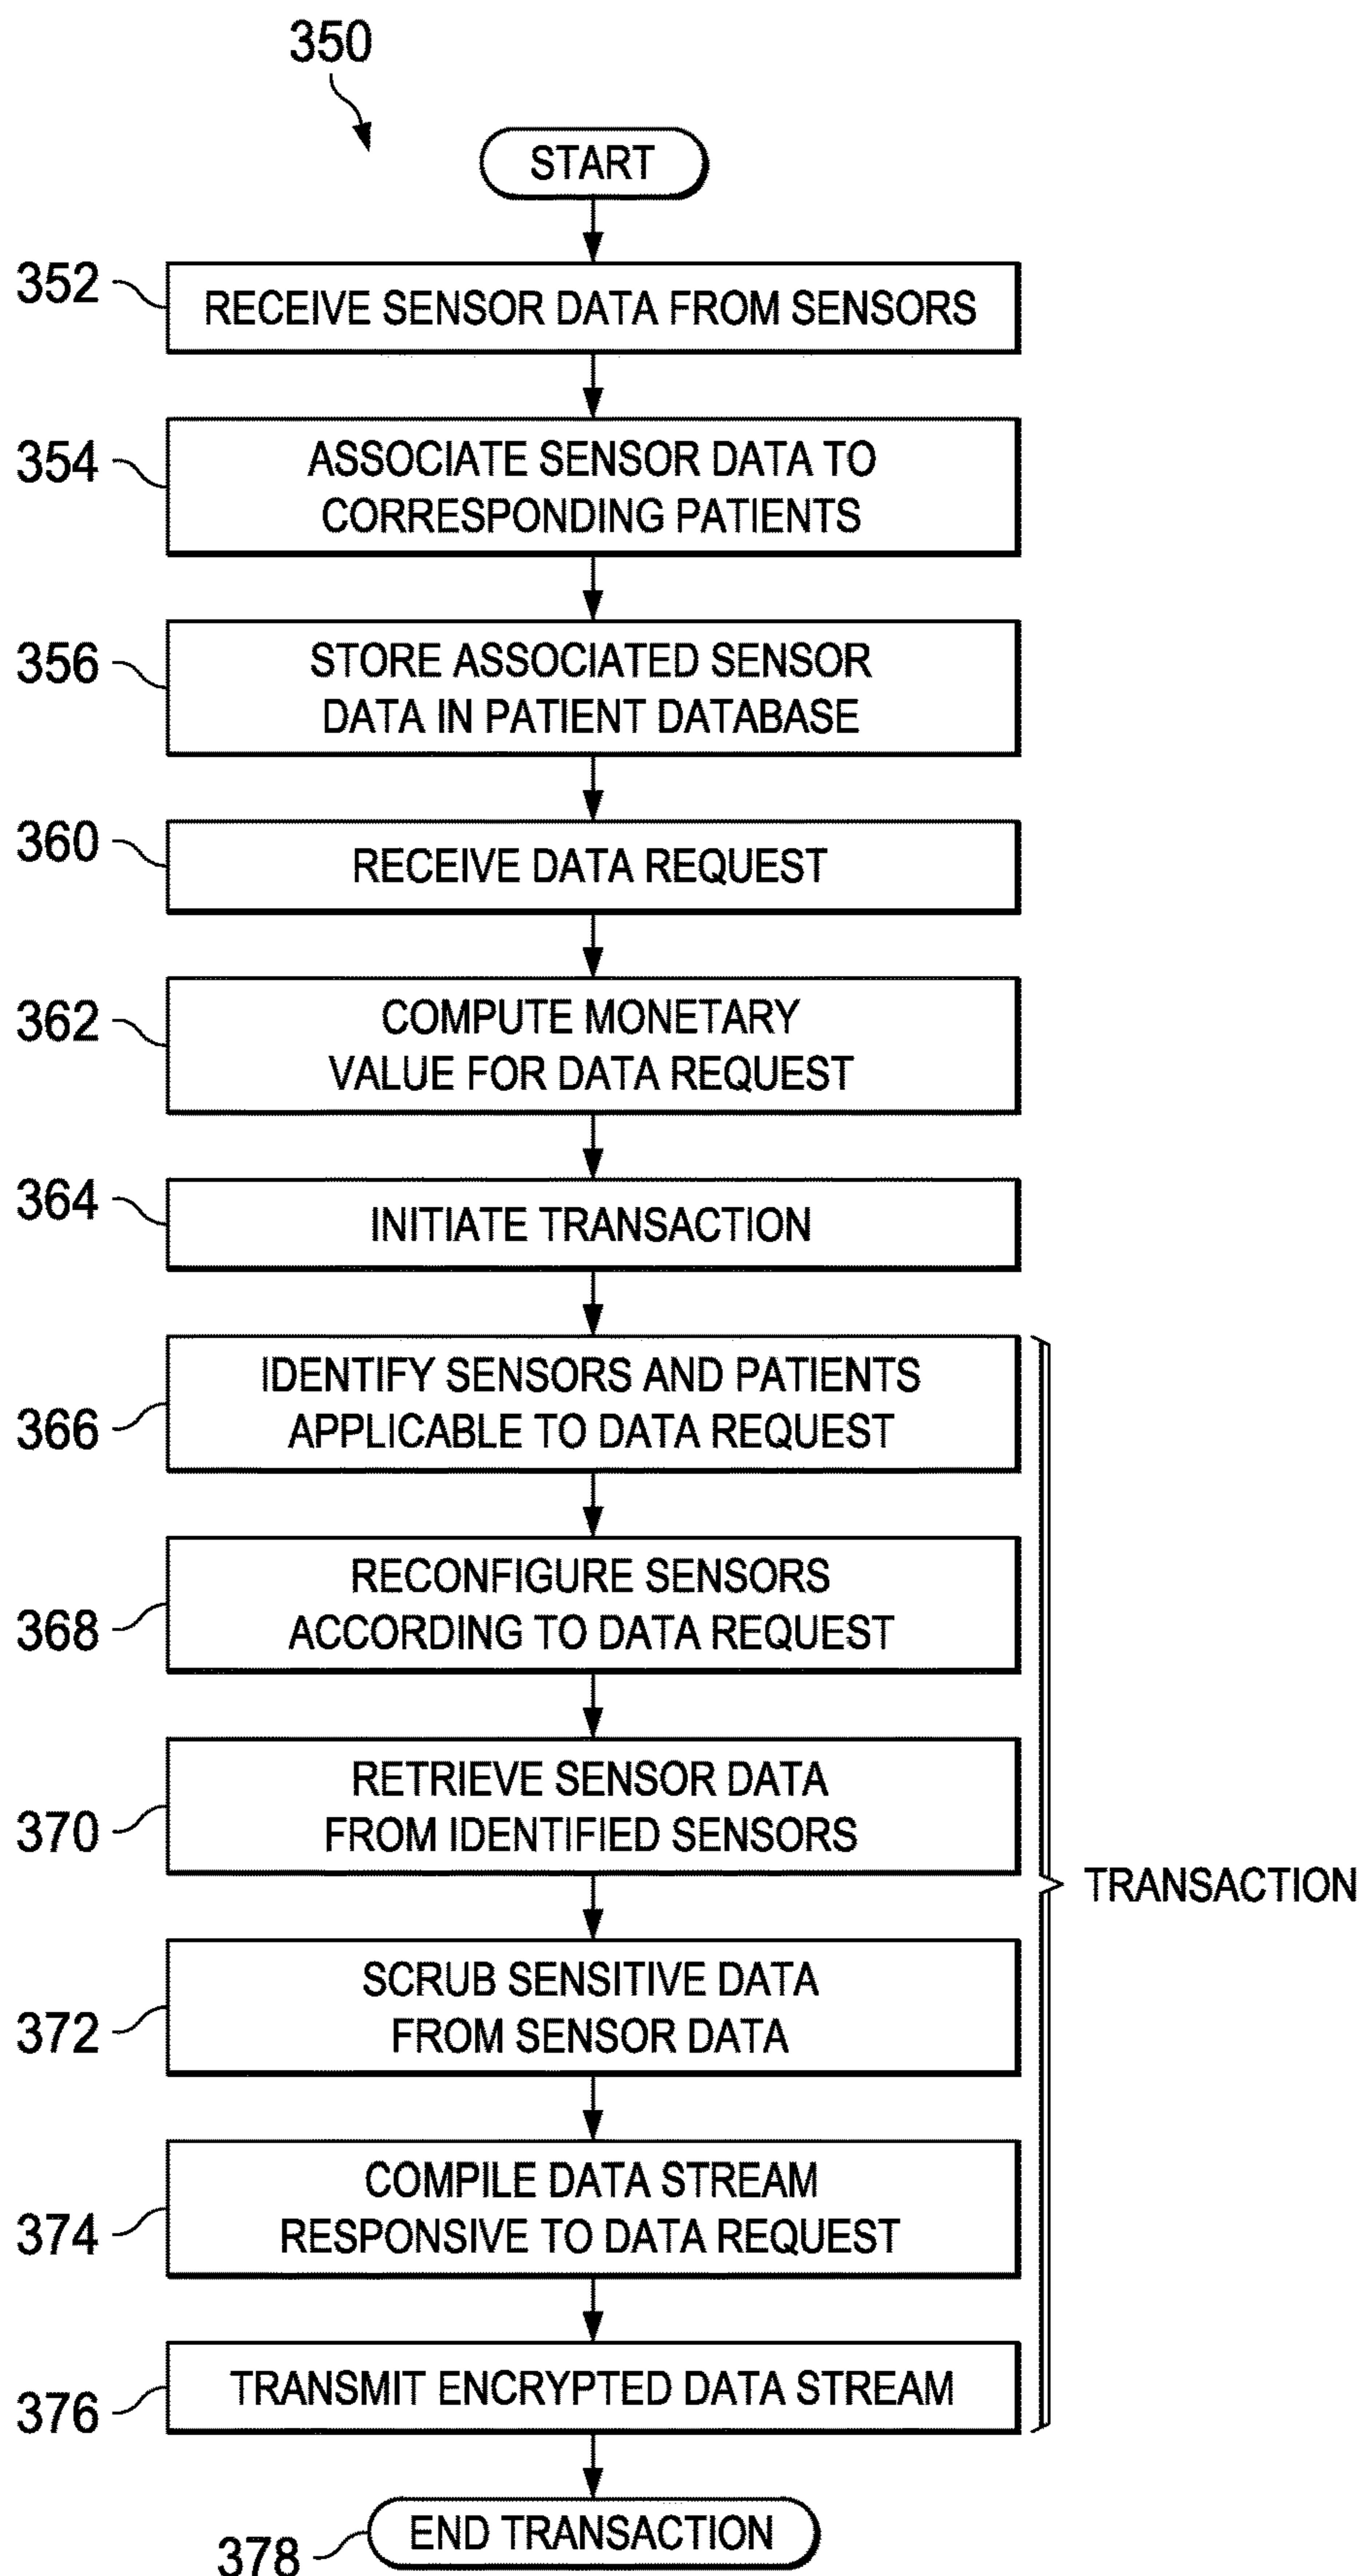 350
START
352
RECEIVE SENSOR DATA FROM SENSORS
354
ASSOCIATE SENSOR DATA TO
CORRESPONDING PATIENTS
356
STORE ASSOCIATED SENSOR
DATA IN PATIENT DATABASE
360
RECEIVE DATA REQUEST
362
COMPUTE MONETARY
VALUE FOR DATA REQUEST
364
INITIATE TRANSACTION
366
IDENTIFY SENSORS AND PATIENTS
APPLICABLE TO DATA REQUEST
368
RECONFIGURE SENSORS
ACCORDING TO DATA REQUEST
370
RETRIEVE SENSOR DATA
FROM IDENTIFIED SENSORS
TRANSACTION
372
SCRUB SENSITIVE DATA
FROM SENSOR DATA
374
COMPILE DATA STREAM
RESPONSIVE TO DATA REQUEST
376
TRANSMIT ENCRYPTED DATA STREAM
378
END TRANSACTION